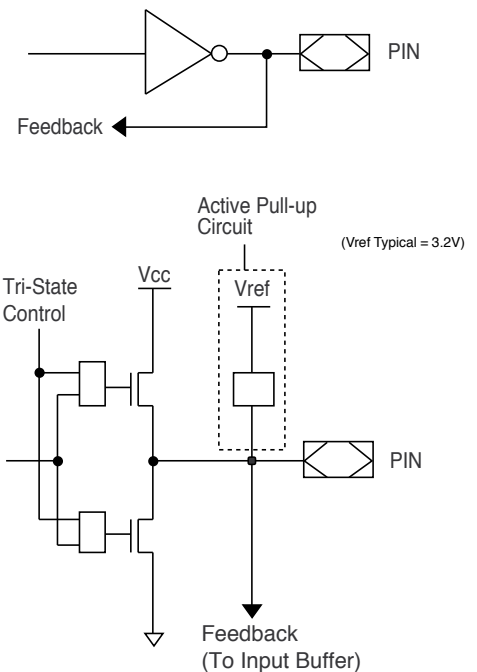 PIN
Feedback
Active Pull-up
Circuit
(Vref Typical = 3.2V)
Tri-State
Control
Vcc
Vref
PIN
Feedback
(To Input Buffer)